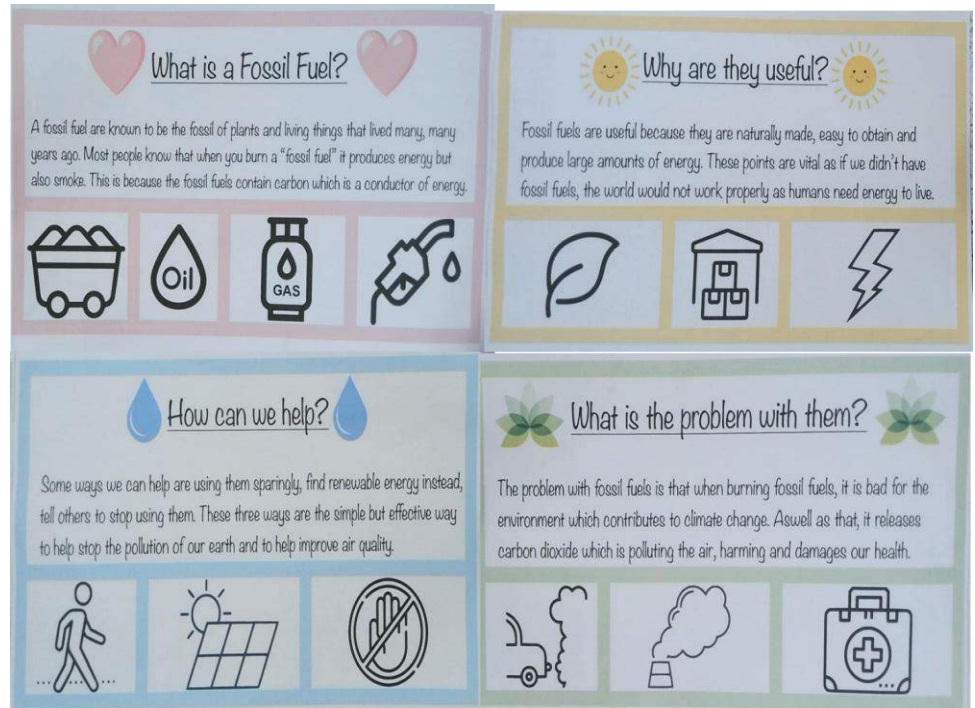 What is a Fossil Fuel?
A fossil fuel are known to be the fossil of plants and living things that lived many, many
years ago. Most people know that when you burn a "fossil fuel" it produces energy but
also smoke. This is because the fossil fuels contain carbon which is a conductor of energy.
Oil
GAS
Why are they useful?
Fossil fuels are useful because they are naturally made, easy to obtain and
produce large amounts of energy. These points are vital as if we didn't have
fossil fuels, the world would not work properly as humans need energy to live.
How can we help?
Some ways we can help are using them sparingly, find renewable energy instead,
tell others to stop using them. These three ways are the simple but effective way
to help stop the pollution of our earth and to help improve air quality.
What is the problem with them?
The problem with fossil fuels is that when burning fossil fuels, it is bad for the
environment which contributes to climate change. Aswell as that, it releases
carbon dioxide which is polluting the air, harming and damages our health.